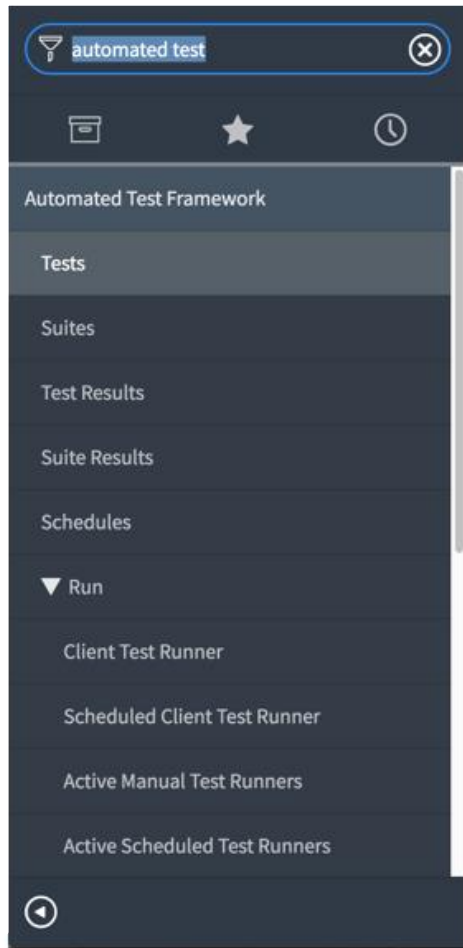 automated test
Automated Test Framework
Tests
Suites
Test Results
Suite Results
Schedules
Run
Client Test Runner
Scheduled Client Test Runner
Active Manual Test Runners
Active Scheduled Test Runners